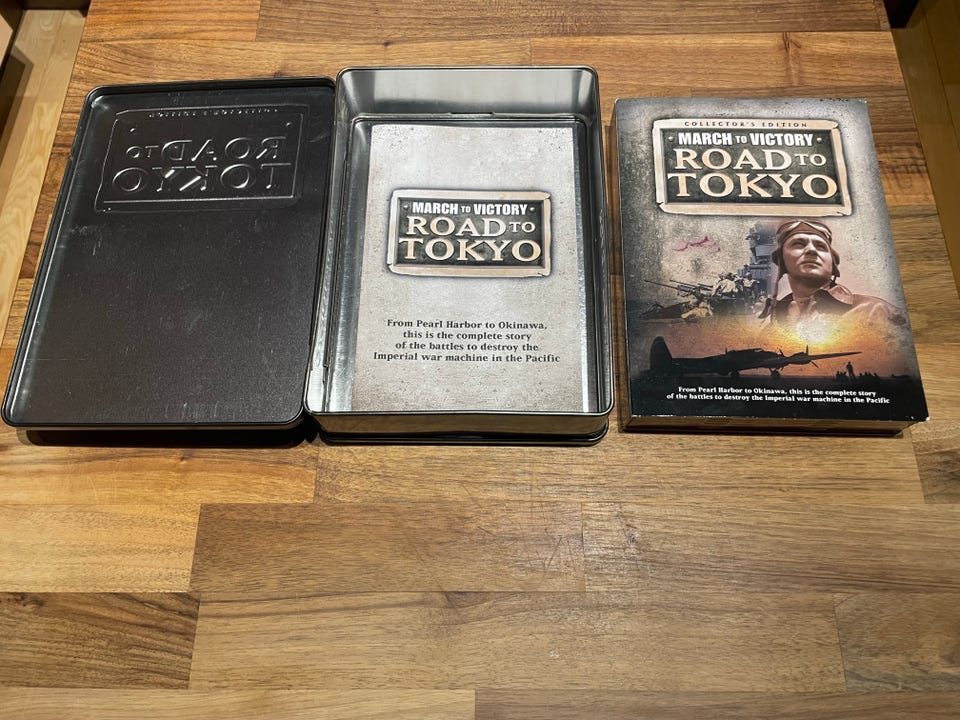 COLLECTOR'S EDITION
ROAD TO
TOKYO
MARCH TO VICTORY
ROAD TO
TOKYO
From Pearl Harbor to Okinawa,
this is the complete story
of the battles to destroy the
Imperial war machine in the Pacific
COLLECTOR'S EDITION
MARCH TO VICTORY
ROAD TO
TOKYO
From Pearl Harbor to Okinawa, this is the complete story
of the battles to destroy the Imperial war machine in the Pacific